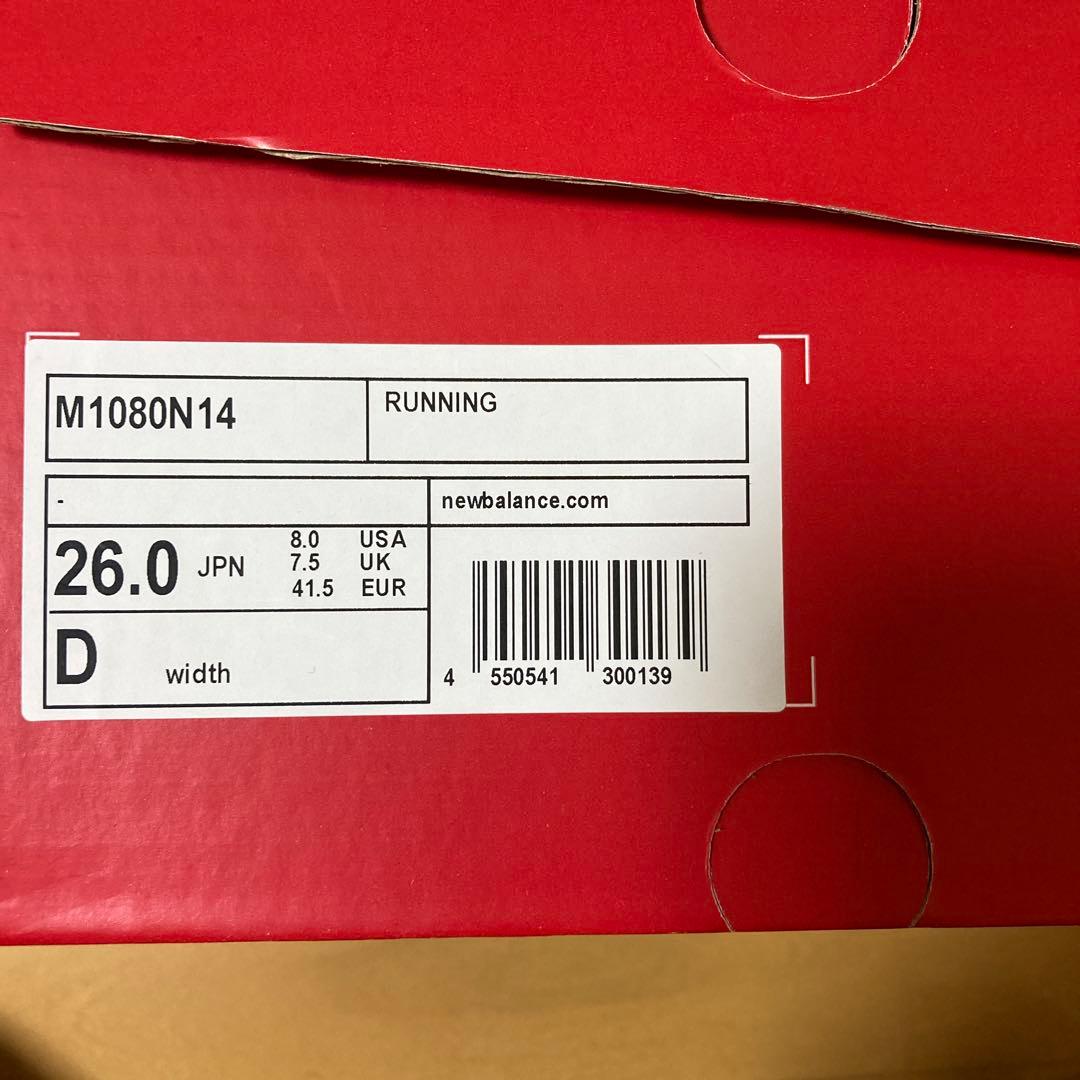 M1080N14
RUNNING
-
newbalance.com
26.0 JPN
8.0 USA
7.5 UK
41.5 EUR
D width
4 550541 300139